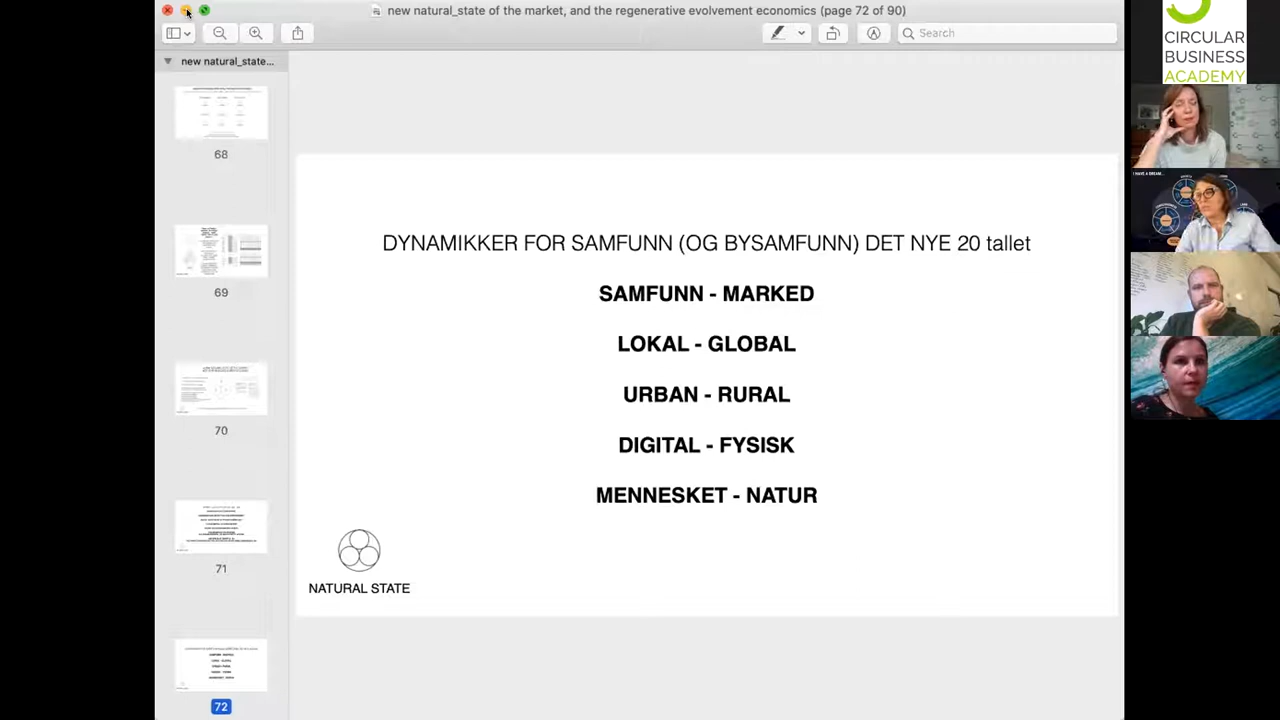 new natural_state of the market, and the regenerative evolvement economics (page 72 of 90)
Search
new natural_state...
68
69
70
71
72
DYNAMIKKER FOR SAMFUNN (OG BYSAMFUNN) DET NYE 20 tallet
SAMFUNN - MARKED
LOKAL - GLOBAL
URBAN - RURAL
DIGITAL - FYSISK
MENNESKET - NATUR
NATURAL STATE
CIRCULAR
BUSINESS
ACADEMY
I HAVE A DREAM...